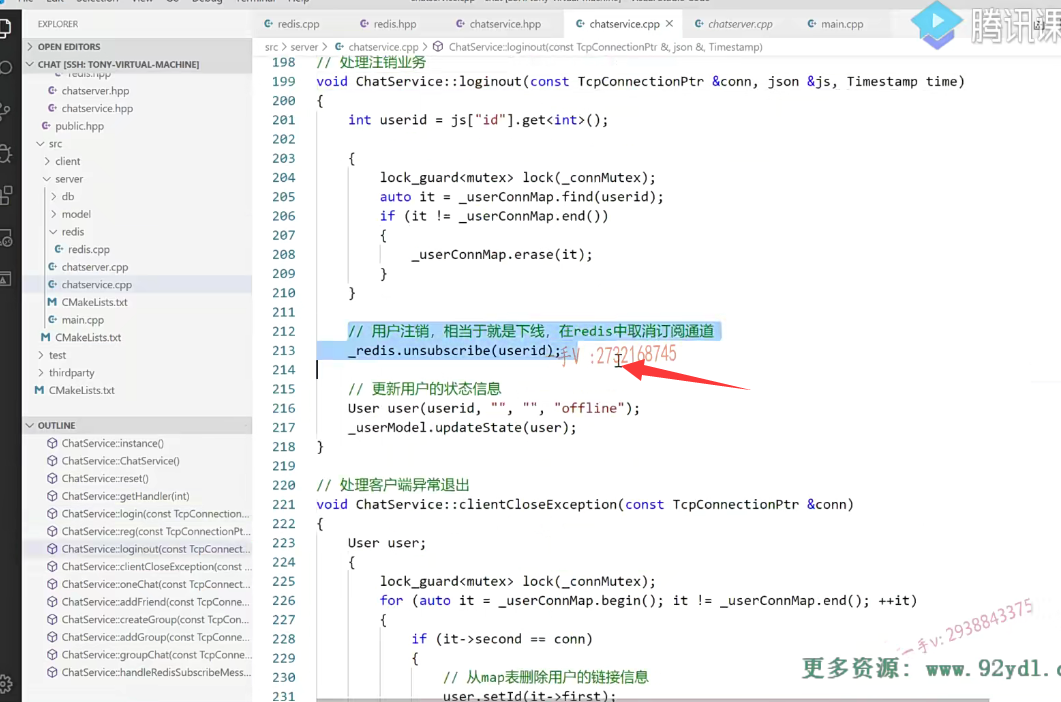 redis.cpp
redis.hpp
chatservice.hpp
chatservice.cpp
chatserver.cpp
main.cpp
腾讯课
EXPLORER
OPEN EDITORS
CHAT [SSH: TONY-VIRTUAL-MACHINE]
redis.hpp
chatserver.hpp
chatservice.hpp
public.hpp
src
client
server
db
model
redis
redis.cpp
chatserver.cpp
chatservice.cpp
CMakeLists.txt
main.cpp
CMakeLists.txt
test
thirdparty
CMakeLists.txt
OUTLINE
ChatService::instance()
ChatService::ChatService()
ChatService::reset()
ChatService::getHandler(int)
ChatService::login(const TcpConnection...
ChatService::reg(const TcpConnectionPt...
ChatService::loginout(const TcpConnect...
ChatService::clientCloseException(const ...
ChatService::oneChat(const TcpConnect...
ChatService::addFriend(const TcpConne...
ChatService::createGroup(const TcpCon...
ChatService::addGroup(const TcpConne...
ChatService::groupChat(const TcpConne...
ChatService::handleRedisSubscribeMess...
src > server > chatservice.cpp > ChatService::loginout(const TcpConnectionPtr &, json &, Timestamp)
198 // 处理注销业务
199 void ChatService::loginout(const TcpConnectionPtr &conn, json &js, Timestamp time)
200 {
201 int userid = js["id"].get<int>();
202
203 {
204 lock_guard<mutex> lock(_connMutex);
205 auto it = _userConnMap.find(userid);
206 if (it != _userConnMap.end())
207 {
208 _userConnMap.erase(it);
209 }
210 }
211
212 // 用户注销，相当于就是下线，在redis中取消订阅通道
213 _redis.unsubscribe(userid);
一手V :2732168745
214
215 // 更新用户的状态信息
216 User user(userid, "", "", "offline");
217 _userModel.updateState(user);
218 }
219
220 // 处理客户端异常退出
221 void ChatService::clientCloseException(const TcpConnectionPtr &conn)
222 {
223 User user;
224 {
225 lock_guard<mutex> lock(_connMutex);
226 for (auto it = _userConnMap.begin(); it != _userConnMap.end(); ++it)
227 {
228 if (it->second == conn)
229 {
230 // 从map表删除用户的链接信息
231 user.setId(it->first);
一手v: 2938843375
更多资源: www.92yd1.c